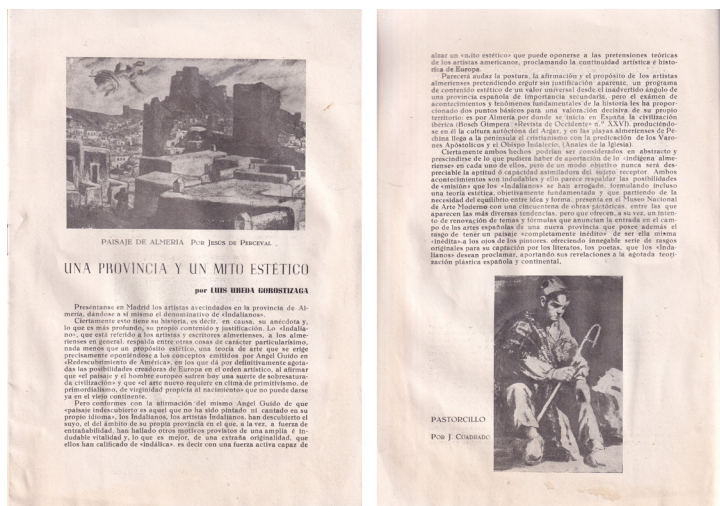 PAISAJE DE ALMERIA Por Jesús de Perceval
UNA PROVINCIA Y UN MITO ESTÉTICO
por LUIS UBEDA GOROSTIZAGA
Preséntanse en Madrid los artistas avecindados en la provincia de Al-
mería, dándose a sí mismo el denominativo de «Indalianos».
Ciertamente esto tiene su historia, es decir, en causa, su anécdota y,
lo que es más profundo, su propio contenido y justificación. Lo «Indalia-
no», que está referido a los artistas y escritores almerienses, a los alme-
rienses en general, respalda entre otras cosas de carácter particularísimo,
nada menos que un propósito estético, una teoría de arte que se erige
precisamente oponiéndose a los conceptos emitidos por Angel Guido en
«Redescubrimiento de América», en los que dá por definitivamente agota-
das las posibilidades creadoras de Europa en el orden artístico, al afirmar
que «el paisaje y el hombre europeo sufren hoy una suerte de sobresatura-
da civilización» y que «el arte nuevo requiere en clima de primitivismo, de
primordialismo, de virginidad propicia al nacimiento» que no puede darse
ya en el viejo continente.
Pero conformes con la afirmación del mismo Angel Guido de que
«paisaje indescubierto es aquel que no ha sido pintado ni cantado en su
propio idioma», los Indalianos, los artistas Indalianos, han descubierto el
suyo, el del ámbito de su propia provincia en el que, a la vez, a fuerza de
entrañabilidad, han hallado otros motivos provistos de una amplia é in-
dudable vitalidad y, lo que es mejor, de una extraña originalidad, que
ellos han calificado de «Indálica», es decir con una fuerza activa capaz de
alzar un «mito estético» que puede oponerse a las pretensiones teóricas
de los artistas americanos, proclamando la continuidad artística é histó-
rica de Europa.
Parecerá audaz la postura, la afirmación y el propósito de los artistas
almerienses pretendiendo erguir sin justificación aparente, un programa
de contenido estético de un valor universal desde el inadvertido ángulo de
una provincia española de importancia secundaria, pero el exámen de
acontecimientos y fenómenos fundamentales de la historia les ha propor-
cionado dos puntos básicos para una valoración decisiva de su propio
territorio: es por Almería por donde se inicia en España la civilización
ibérica (Bosch Gimpera: «Revista de Occidente» n.º XXVI), produciéndo-
se en él la cultura autóctona del Argar, y en las playas almerienses de Pe-
china llega a la península el cristianismo con la predicación de los Varo-
nes Apóstolicos y el Obispo Indalecio, (Anales de la Iglesia).
Ciertamente ambos hechos podrían ser considerados en abstracto y
prescindirse de lo que pudiera haber de aportación de lo «indígena alme-
riense» en cada uno de ellos, pero de un modo objetivo nunca será des-
preciable la aptitud ó capacidad asimiladora del sujeto receptor. Ambos
acontecimientos son indudables y ello parece respaldar las posibilidades
de «misión» que los «Indalianos» se han arrogado, formulando incluso
una teoría estética, objetivamente fundamentada y que partiendo de la
necesidad del equilibrio entre idea y forma, presenta en el Museo Nacional
de Arte Moderno con una cincuentena de obras pictóricas, entre las que
aparecen las más diversas tendencias, pero que ofrecen, a su vez, un inten-
to de renovación de temas y fórmulas que anuncian la entrada en el cam-
po de las artes españolas de una nueva provincia que posee además el
rasgo de tener un paisaje «completamente inédito» de ser ella misma
«inédita» a los ojos de los pintores, ofreciendo innegable serie de rasgos
originales para su captación por los literatos, los poetas, que los «Inda-
lianos» desean proclamar, aportando sus revelaciones a la agotada teori-
zación plástica española y continental.
PASTORCILLO
Por J. Cuadrado